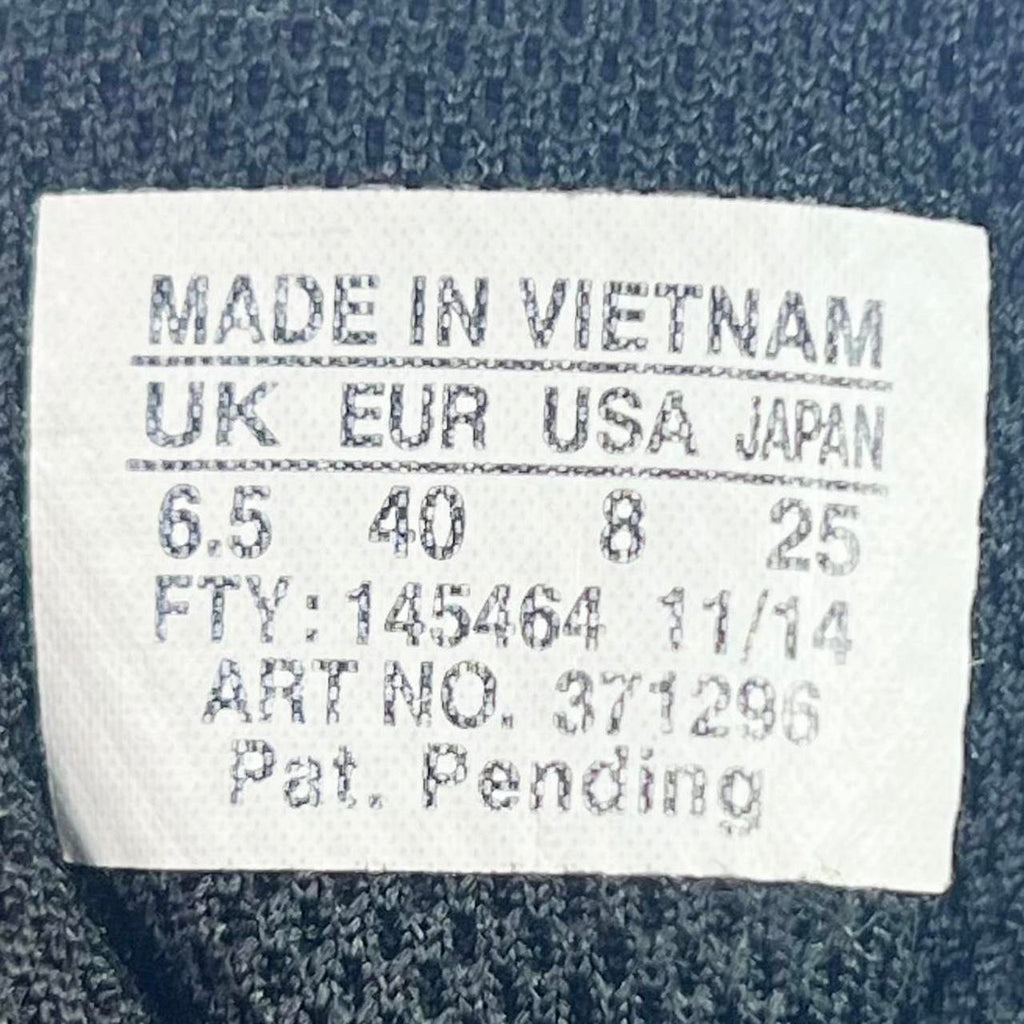 MADE IN VIETNAM
UK EUR USA JAPAN
6.5 40 8 25
FTY: 145464 11/14
ART NO. 371296
Pat. Pending